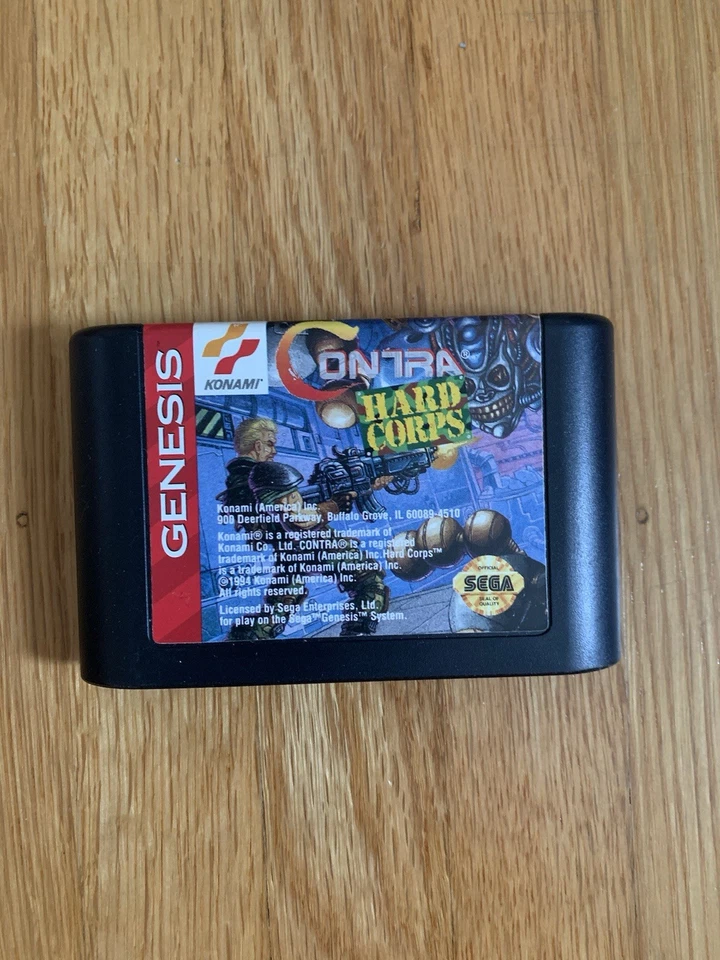 GENESIS
KONAMI™
CONTRA®
HARD
CORPS™
Konami (America) Inc.
900 Deerfield Parkway, Buffalo Grove, IL 60089-4510
Konami® is a registered trademark of
Konami Co., Ltd. CONTRA® is a registered
trademark of Konami (America) Inc. Hard Corps™
is a trademark of Konami (America) Inc.
©1994 Konami (America) Inc.
All rights reserved.
Licensed by Sega Enterprises, Ltd.
for play on the Sega™ Genesis™ System.
OFFICIAL
SEGA
SEAL OF
QUALITY